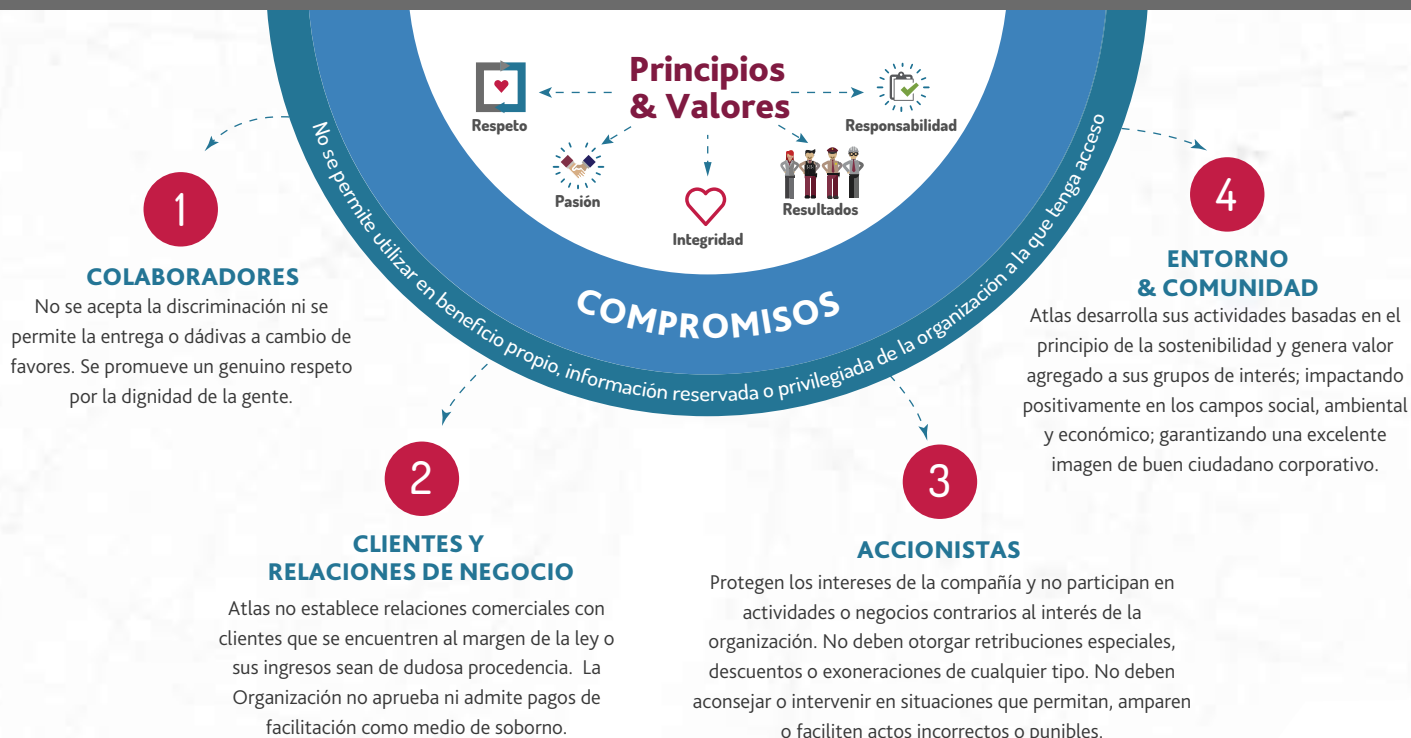 Principios
& Valores
Respeto
Responsabilidad
Pasión
Resultados
Integridad
COMPROMISOS
No se permite utilizar en beneficio propio, información reservada o privilegiada de la organización a la que tenga acceso
1
COLABORADORES
No se acepta la discriminación ni se
permite la entrega o dádivas a cambio de
favores. Se promueve un genuino respeto
por la dignidad de la gente.
2
CLIENTES Y
RELACIONES DE NEGOCIO
Atlas no establece relaciones comerciales con
clientes que se encuentren al margen de la ley o
sus ingresos sean de dudosa procedencia. La
Organización no aprueba ni admite pagos de
facilitación como medio de soborno.
3
ACCIONISTAS
Protegen los intereses de la compañía y no participan en
actividades o negocios contrarios al interés de la
organización. No deben otorgar retribuciones especiales,
descuentos o exoneraciones de cualquier tipo. No deben
aconsejar o intervenir en situaciones que permitan, amparen
o faciliten actos incorrectos o punibles.
4
ENTORNO
& COMUNIDAD
Atlas desarrolla sus actividades basadas en el
principio de la sostenibilidad y genera valor
agregado a sus grupos de interés; impactando
positivamente en los campos social, ambiental
y económico; garantizando una excelente
imagen de buen ciudadano corporativo.